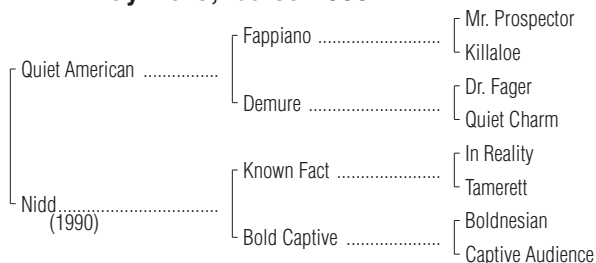 Fappiano
Mr. Prospector
Killaloe
Quiet American
Demure
Dr. Fager
Quiet Charm
Known Fact
In Reality
Tamerett
Nidd
(1990)
Bold Captive
Boldnesian
Captive Audience